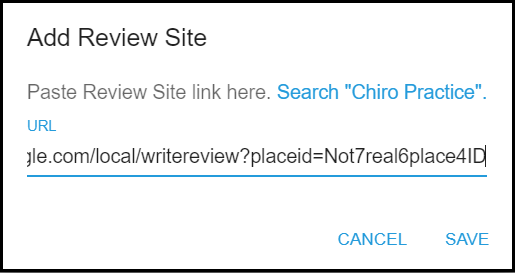 Add Review Site
Paste Review Site link here. Search "Chiro Practice".
URL
gle.com/local/writereview?placeid=Not7real6place4ID
CANCEL SAVE